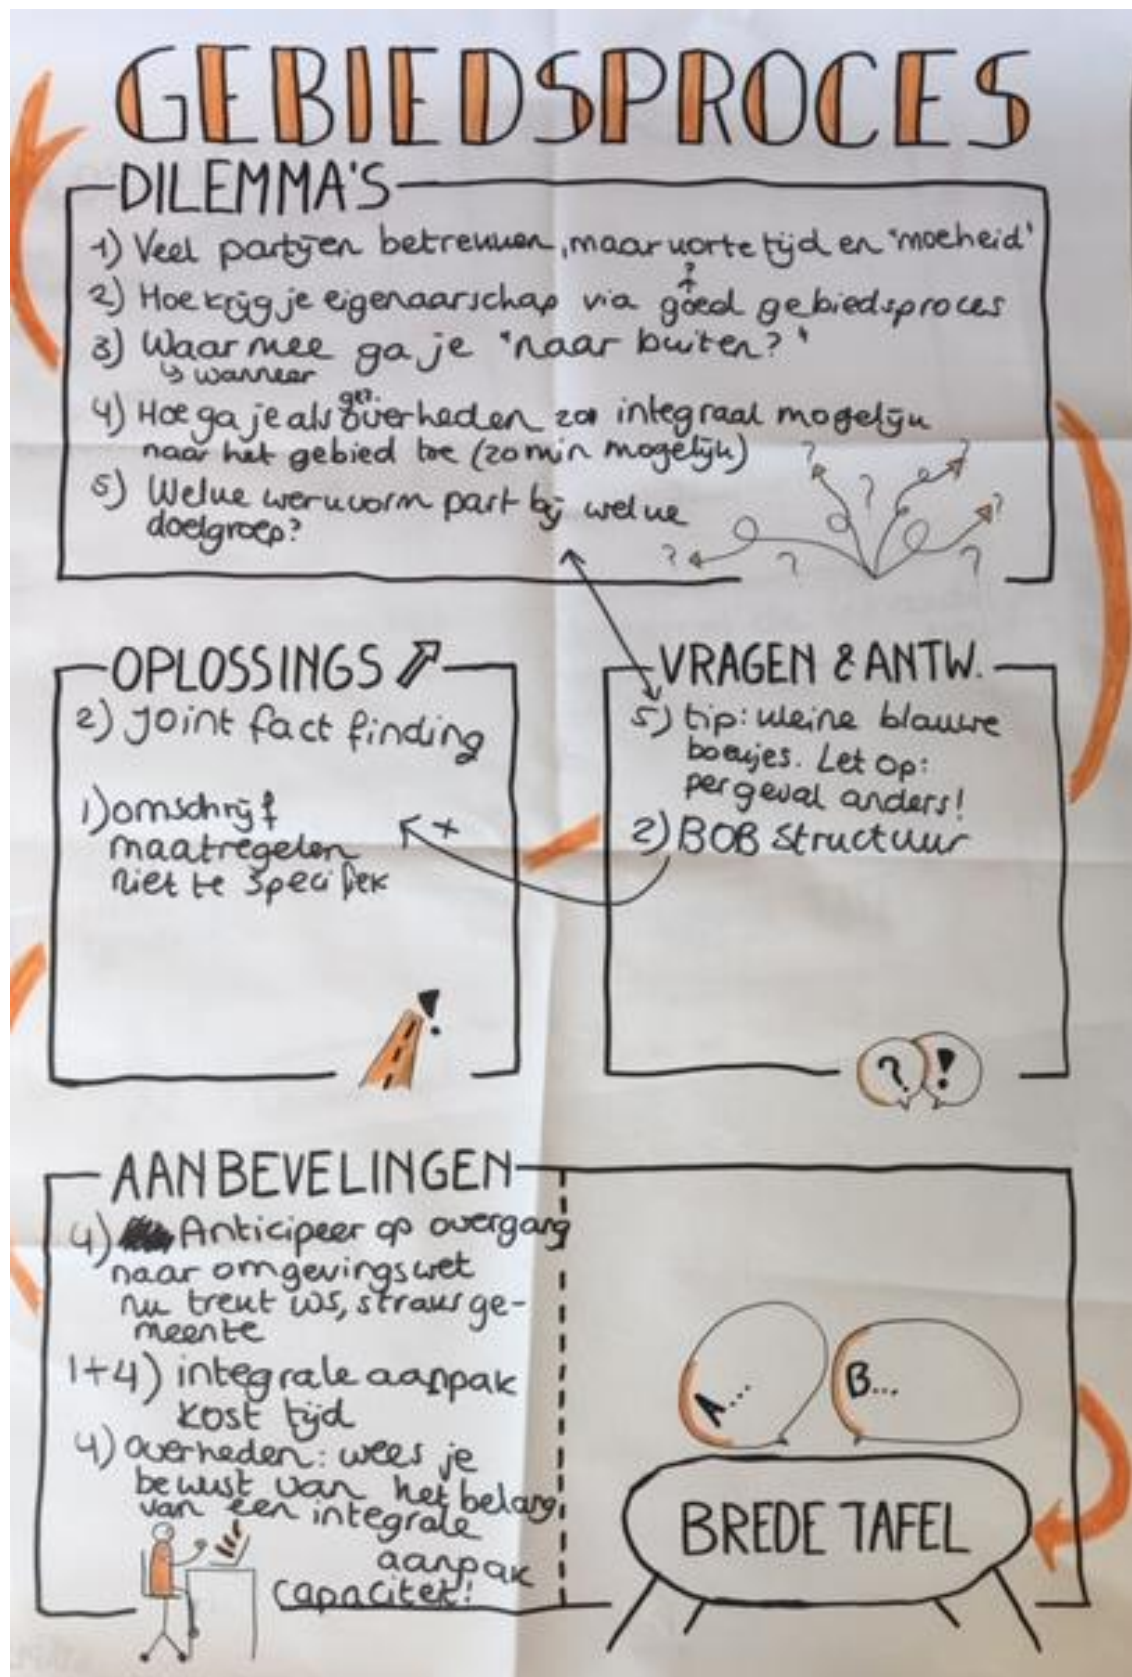 GEBIEDSPROCES
DILEMMA'S
1) Veel partijen betrekken, maar korte tijd en "moeheid"
?
2) Hoe krijg je eigenaarschap via goed gebiedsproces
3) Waar mee ga je "naar buiten?"
↳ wanneer
gez.
4) Hoe ga je als overheden zo integraal mogelijk
naar het gebied toe (zo min mogelijk)
5) Welke werkvorm past bij welke
doelgroep?
? ? ? ? ? ? ?
OPLOSSINGS
2) Joint fact finding
1) omschrijf
maatregelen
niet te specifiek
+
!
VRAGEN & ANTW.
5) tip: kleine blauwe
boekjes. Let op:
per geval anders!
2) BOB structuur
? !
AANBEVELINGEN
4) Anticipeer op overgang
naar omgevingswet
nu trekt ws, straks ge-
meente
1+4) integrale aanpak
kost tijd
4) overheden: wees je
bewust van het belang
van een integrale
aanpak
capaciteit!
A...
B...
BREDE TAFEL